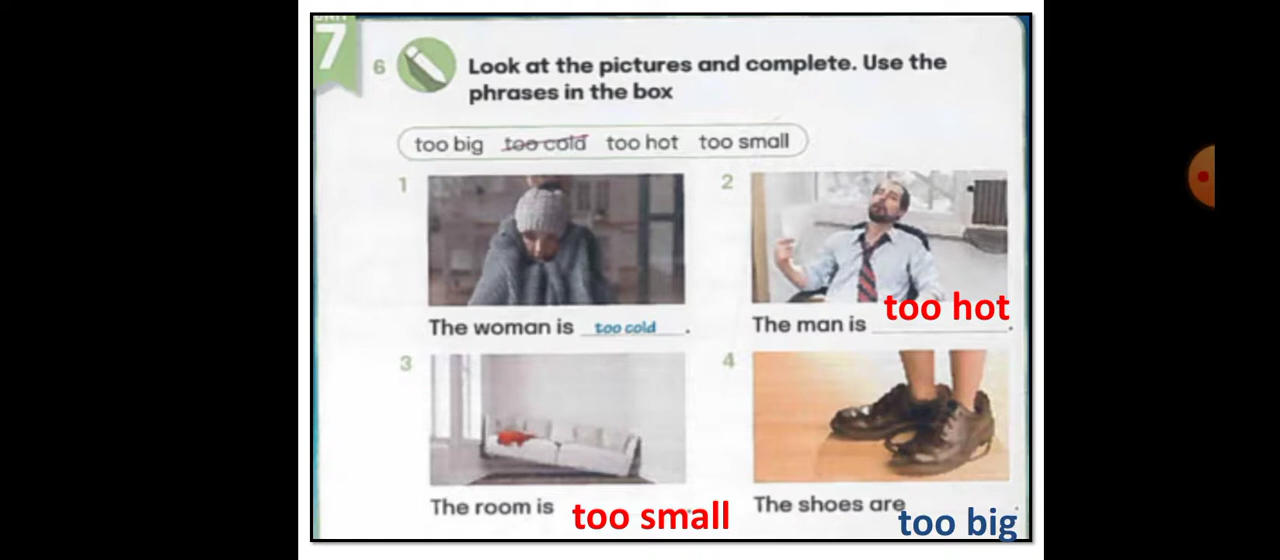 7
6 Look at the pictures and complete. Use the
phrases in the box
too big too cold too hot too small
1
2
The woman is too cold .
The man is too hot .
3
4
The room is too small
The shoes are too big .